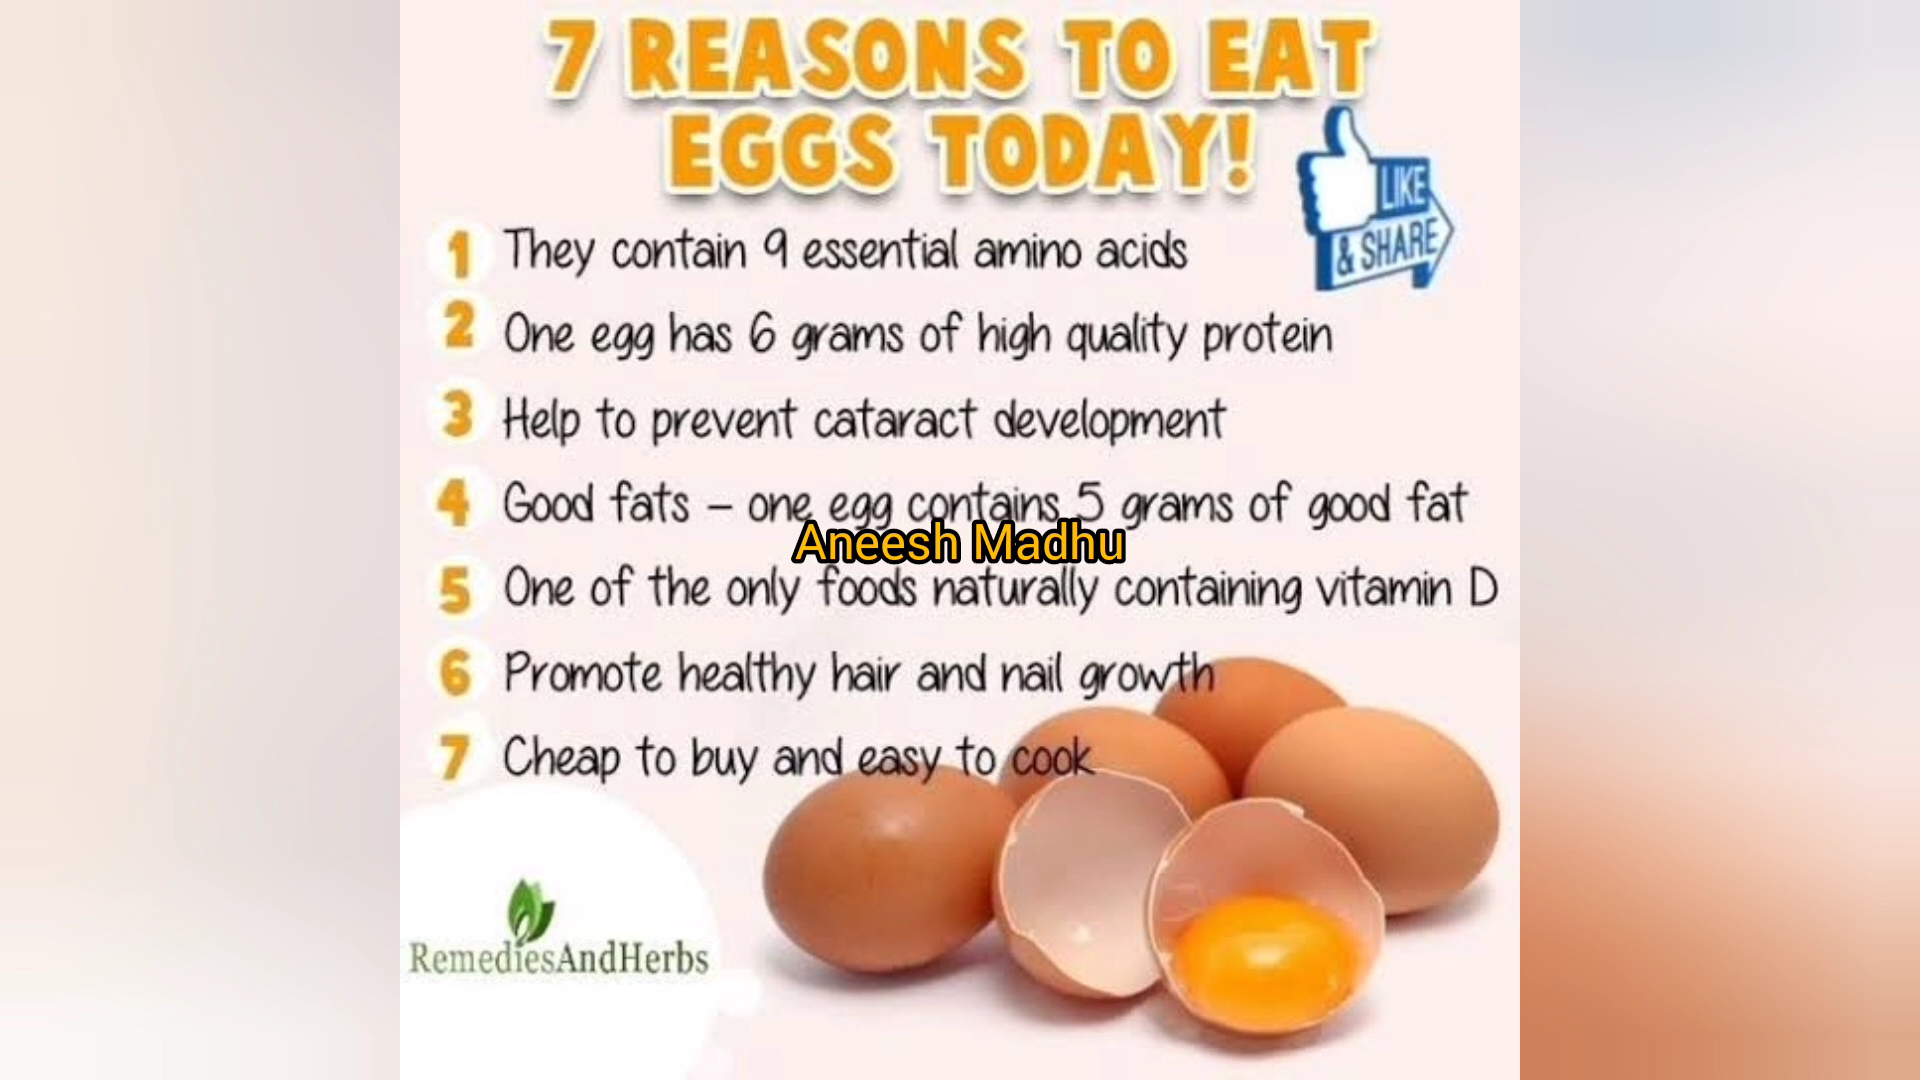 7 REASONS TO EAT
EGGS TODAY!
LIKE
& SHARE
1 They contain 9 essential amino acids
2 One egg has 6 grams of high quality protein
3 Help to prevent cataract development
4 Good fats – one egg contains 5 grams of good fat
Aneesh Madhu
5 One of the only foods naturally containing vitamin D
6 Promote healthy hair and nail growth
7 Cheap to buy and easy to cook
RemediesAndHerbs